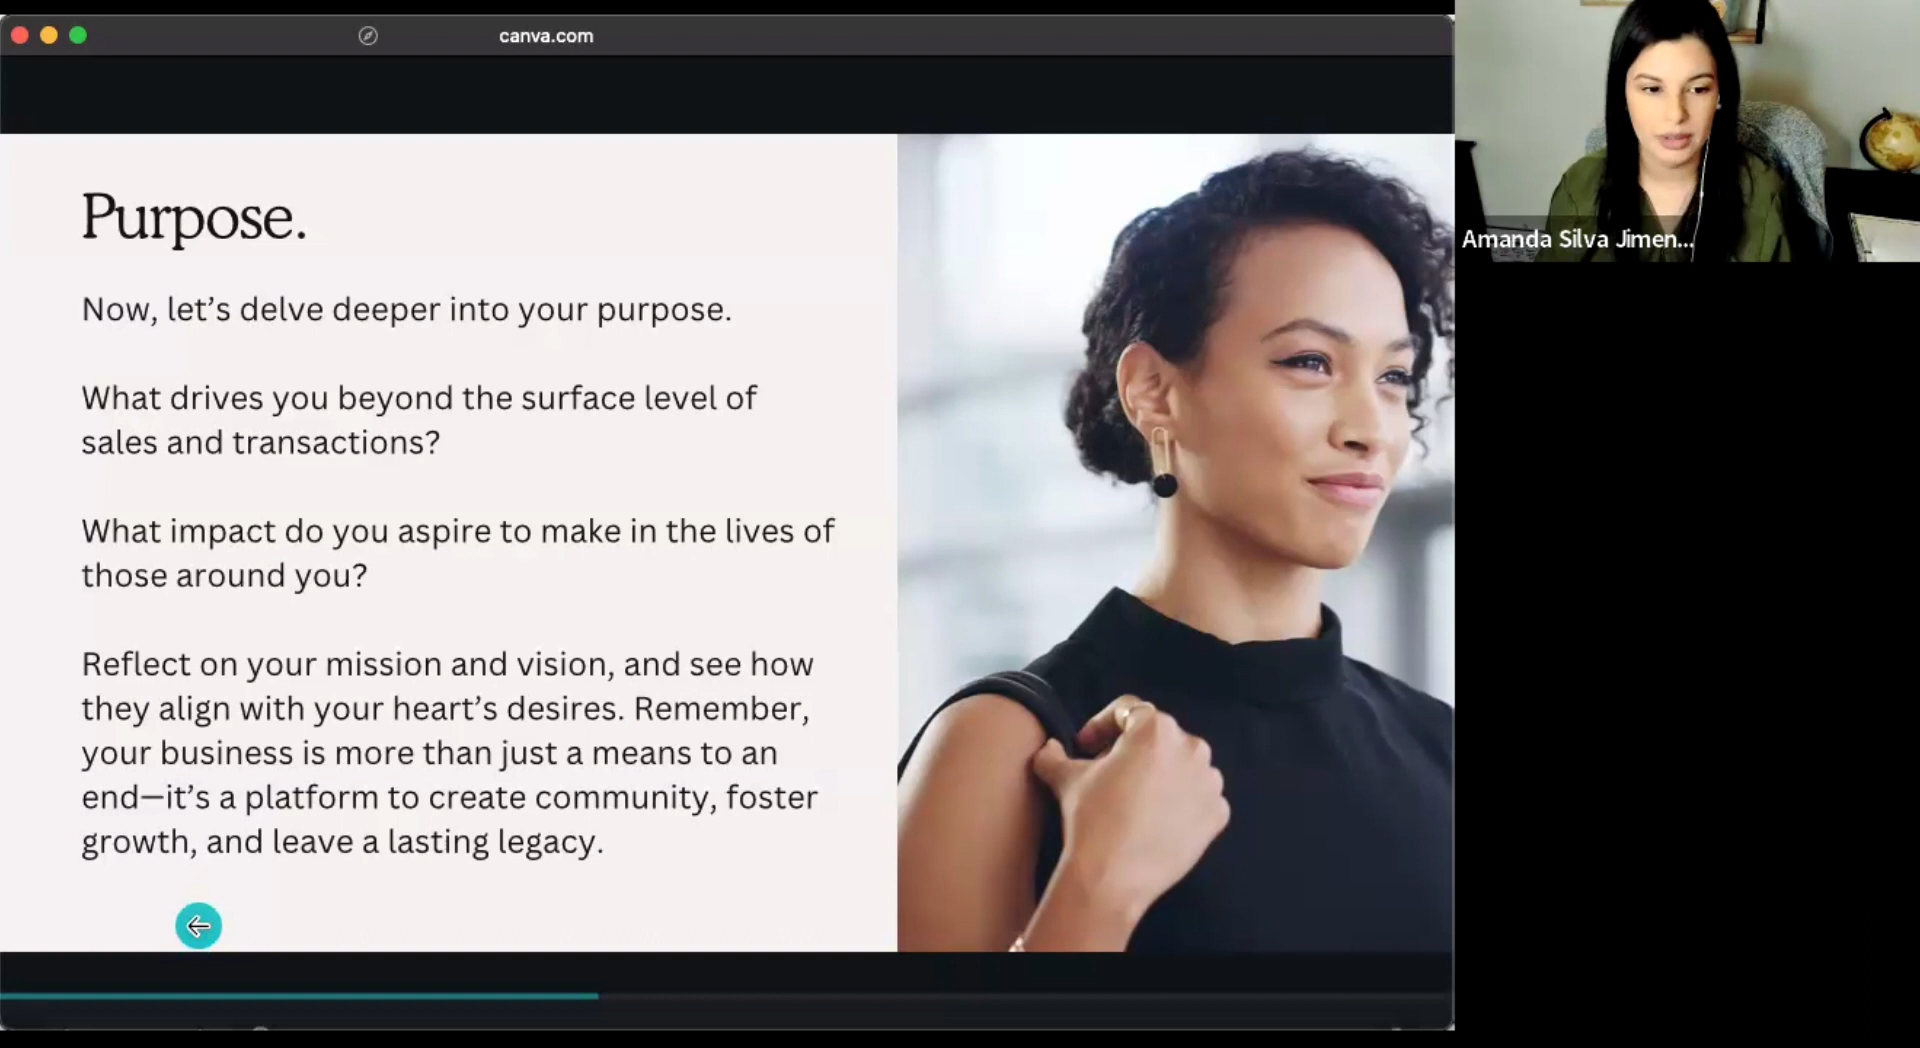 canva.com
Purpose.
Now, let’s delve deeper into your purpose.
What drives you beyond the surface level of
sales and transactions?
What impact do you aspire to make in the lives of
those around you?
Reflect on your mission and vision, and see how
they align with your heart’s desires. Remember,
your business is more than just a means to an
end—it’s a platform to create community, foster
growth, and leave a lasting legacy.
Amanda Silva Jimen...